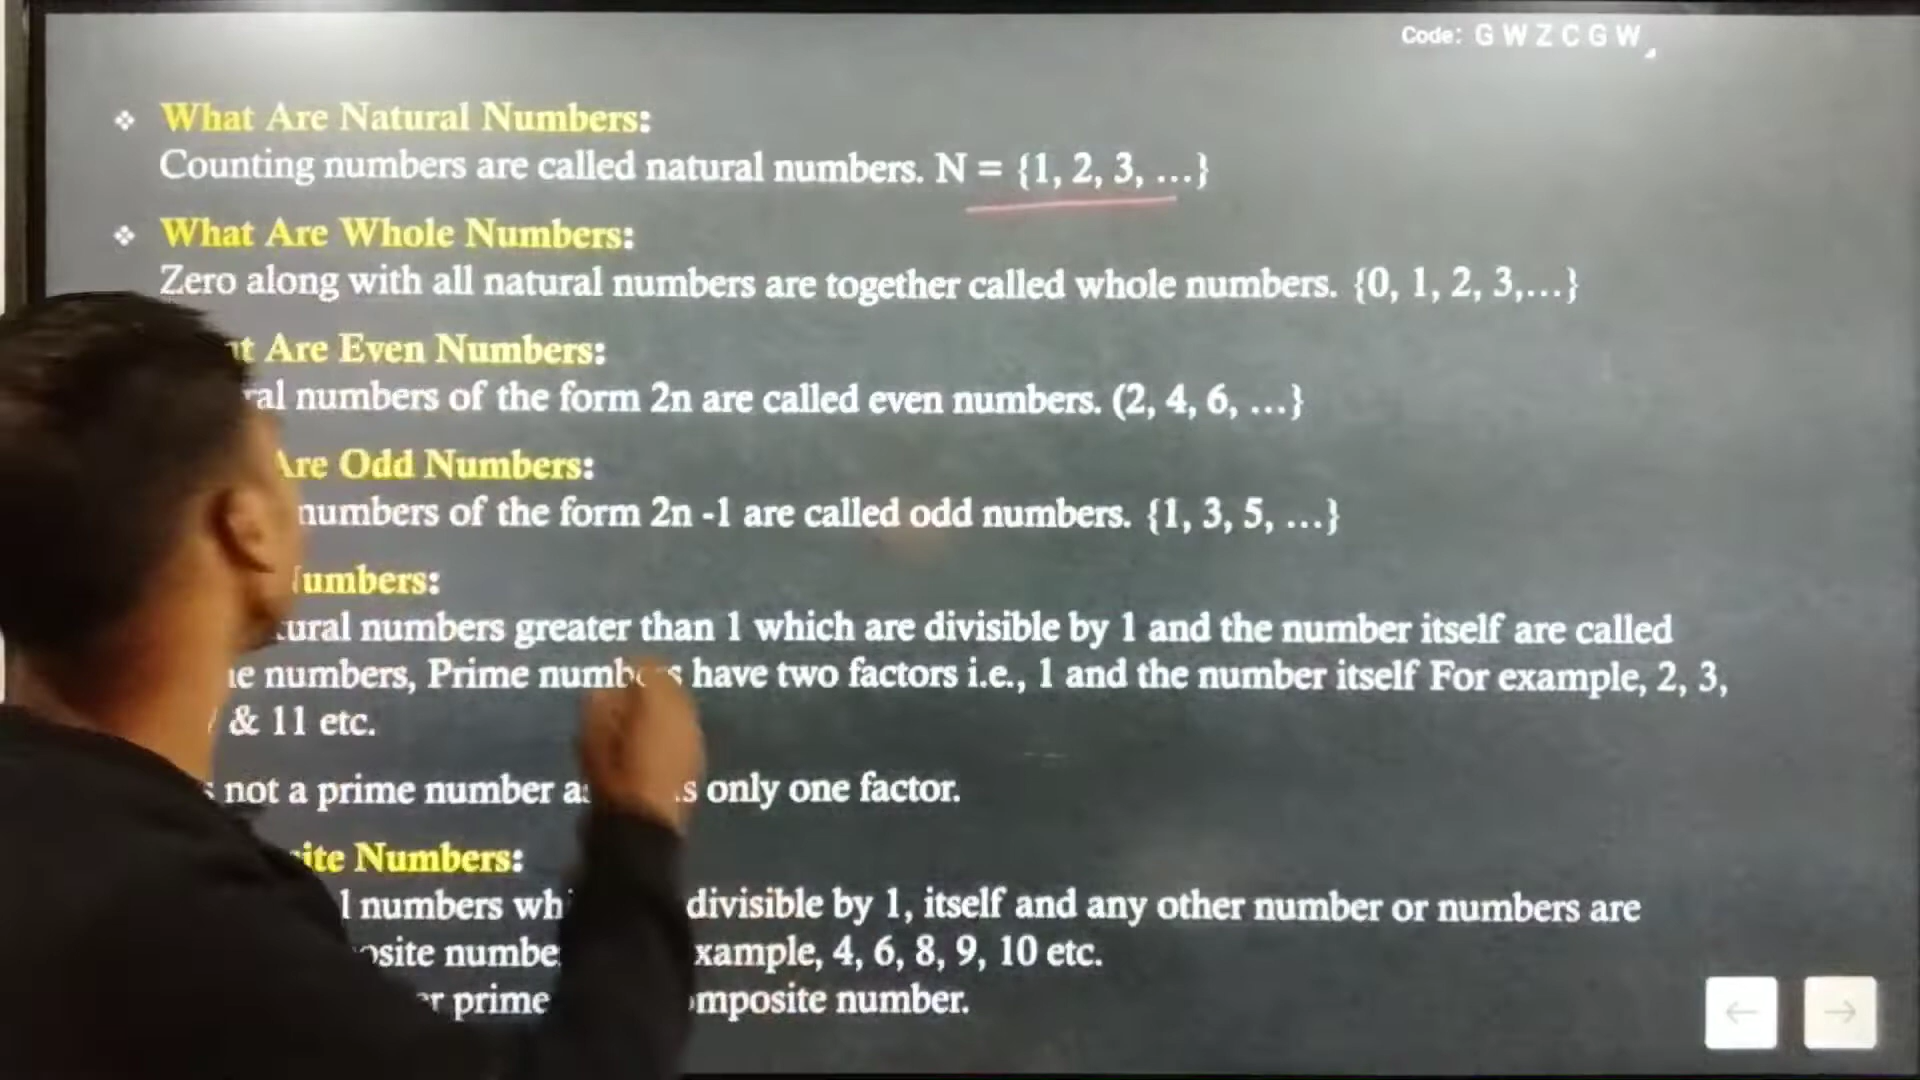 Code: G W Z C G W
❖ What Are Natural Numbers:
Counting numbers are called natural numbers. N = {1, 2, 3, ...}
❖ What Are Whole Numbers:
Zero along with all natural numbers are together called whole numbers. {0, 1, 2, 3,...}
Are Even Numbers:
numbers of the form 2n are called even numbers. (2, 4, 6, ...}
Are Odd Numbers:
numbers of the form 2n -1 are called odd numbers. {1, 3, 5, ...}
Numbers:
numbers greater than 1 which are divisible by 1 and the number itself are called
numbers, Prime numbers have two factors i.e., 1 and the number itself For example, 2, 3,
& 11 etc.
not a prime number only one factor.
Numbers:
numbers divisible by 1, itself and any other number or numbers are
4, 6, 8, 9, 10 etc.
prime number.